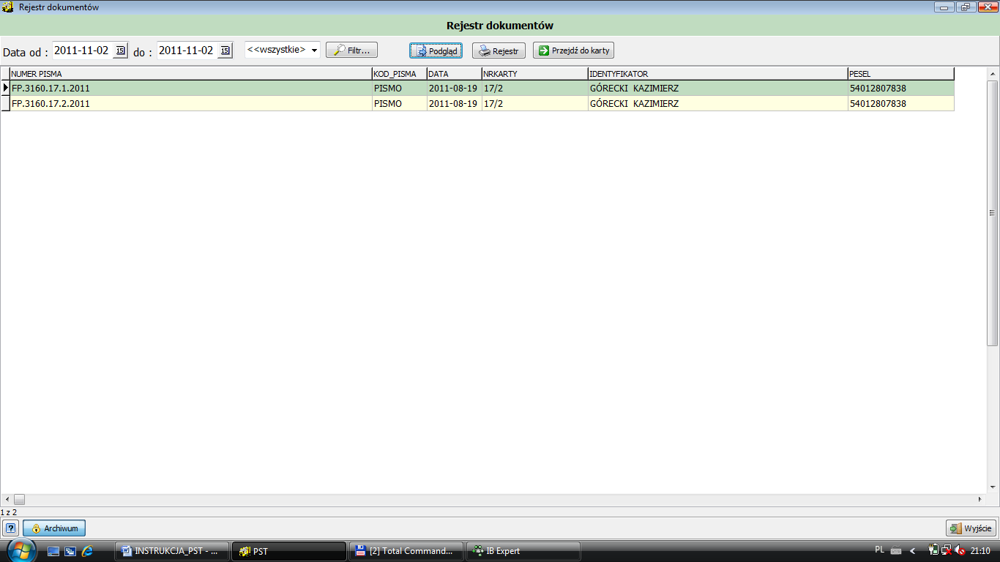 Rejestr dokumentów
Rejestr dokumentów
Data od : 2011-11-02 15 do : 2011-11-02 15 <<wszystkie> Filtr... Podgląd Rejestr Przejdź do karty
NUMER PISMA KOD_PISMA DATA NRKARTY IDENTYFIKATOR PESEL
FP.3160.17.1.2011 PISMO 2011-08-19 17/2 GÓRECKI KAZIMIERZ 54012807838
FP.3160.17.2.2011 PISMO 2011-08-19 17/2 GÓRECKI KAZIMIERZ 54012807838
1 z 2
? Archiwum Wyjście
INSTRUKCJA_PST - ... PST [2] Total Command... IB Expert PL 21:10